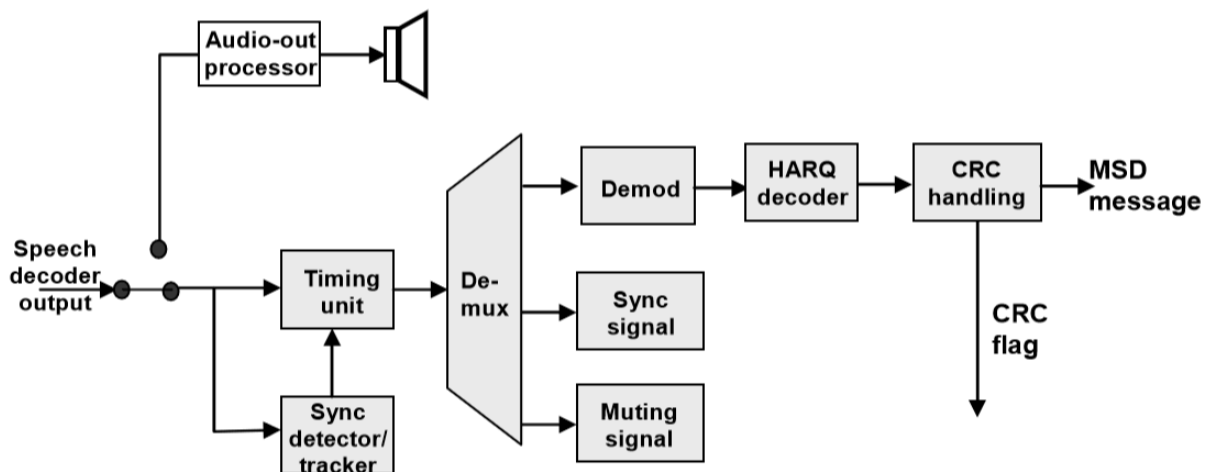 Audio-out
processor
Speech
decoder
output
Timing
unit
Sync
detector/
tracker
De-
mux
Demod
HARQ
decoder
CRC
handling
MSD
message
Sync
signal
CRC
flag
Muting
signal